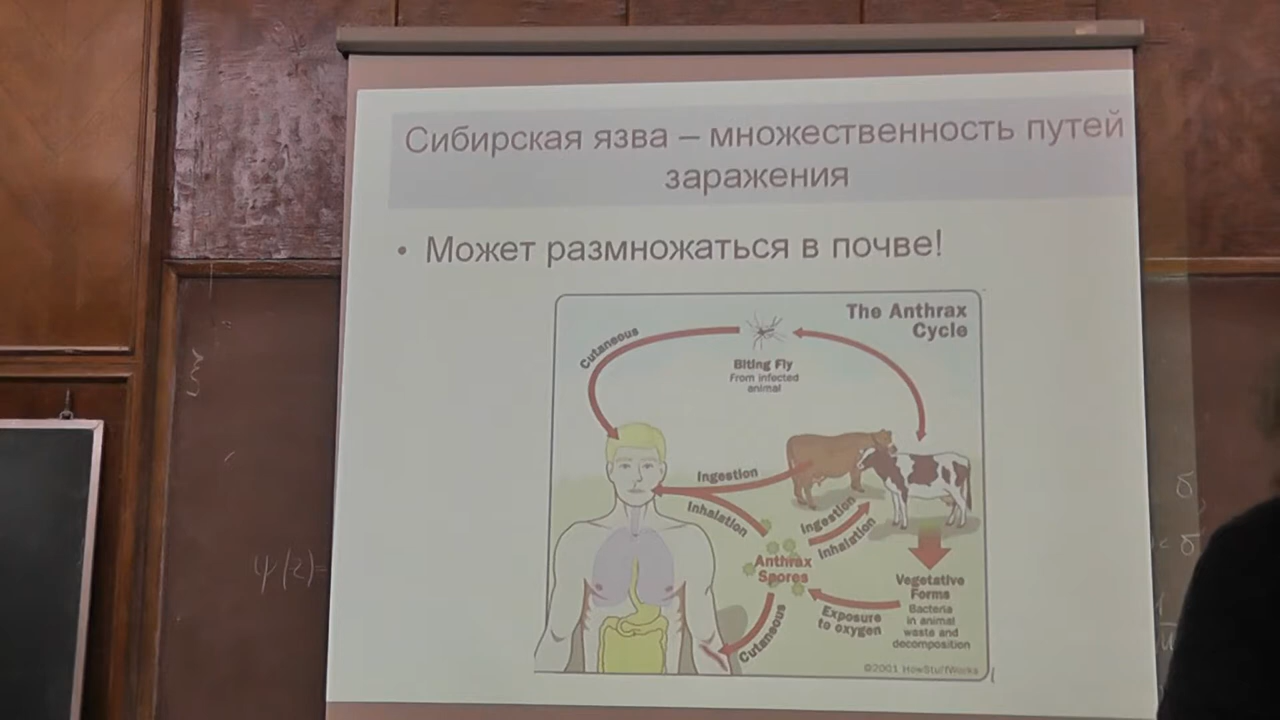 Сибирская язва – множественность путей
заражения
• Может размножаться в почве!
The Anthrax
Cycle
Cutaneous
Biting Fly
From infected
animal
Ingestion
Inhalation
Ingestion
Inhalation
Anthrax
Spores
Vegetative
Forms
Bacteria
in animal
waste and
decomposition
Exposure
to oxygen
Cutaneous
©2001 HowStuffWorks
ψ(z)=